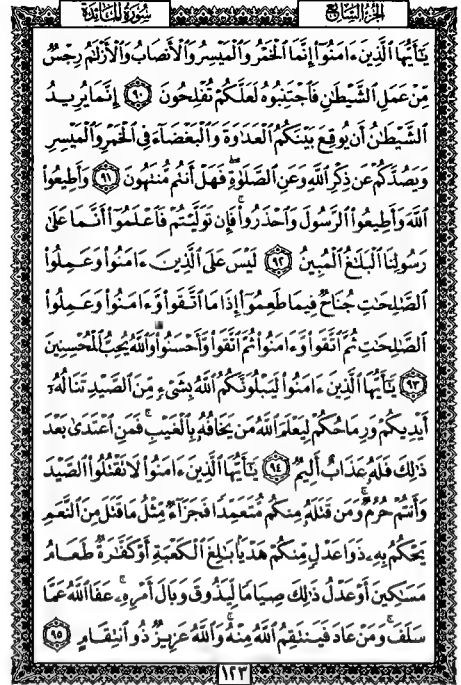 الجزء السابع
سورة المائدة
يَٰٓأَيُّهَا ٱلَّذِينَ ءَامَنُوٓا۟ إِنَّمَا ٱلْخَمْرُ وَٱلْمَيْسِرُ وَٱلْأَنصَابُ وَٱلْأَزْلَٰمُ رِجْسٌ
مِّنْ عَمَلِ ٱلشَّيْطَٰنِ فَٱجْتَنِبُوهُ لَعَلَّكُمْ تُفْلِحُونَ ٩٠ إِنَّمَا يُرِيدُ
ٱلشَّيْطَٰنُ أَن يُوقِعَ بَيْنَكُمُ ٱلْعَدَٰوَةَ وَٱلْبَغْضَآءَ فِى ٱلْخَمْرِ وَٱلْمَيْسِرِ
وَيَصُدَّكُمْ عَن ذِكْرِ ٱللَّهِ وَعَنِ ٱلصَّلَوٰةِ ۖ فَهَلْ أَنتُم مُّنتَهُونَ ٩١ وَأَطِيعُوا۟
ٱللَّهَ وَأَطِيعُوا۟ ٱلرَّسُولَ وَٱحْذَرُوا۟ ۚ فَإِن تَوَلَّيْتُمْ فَٱعْلَمُوٓا۟ أَنَّمَا عَلَىٰ
رَسُولِنَا ٱلْبَلَٰغُ ٱلْمُبِينُ ٩٢ لَيْسَ عَلَى ٱلَّذِينَ ءَامَنُوا۟ وَعَمِلُوا۟
ٱلصَّٰلِحَٰتِ جُنَاحٌ فِيمَا طَعِمُوٓا۟ إِذَا مَا ٱتَّقَوا۟ وَّءَامَنُوا۟ وَعَمِلُوا۟
ٱلصَّٰلِحَٰتِ ثُمَّ ٱتَّقَوا۟ وَّءَامَنُوا۟ ثُمَّ ٱتَّقَوا۟ وَّأَحْسَنُوا۟ ۗ وَٱللَّهُ يُحِبُّ ٱلْمُحْسِنِينَ
٩٣ يَٰٓأَيُّهَا ٱلَّذِينَ ءَامَنُوا۟ لَيَبْلُوَنَّكُمُ ٱللَّهُ بِشَىْءٍ مِّنَ ٱلصَّيْدِ تَنَالُهُۥٓ
أَيْدِيكُمْ وَرِمَاحُكُمْ لِيَعْلَمَ ٱللَّهُ مَن يَخَافُهُۥ بِٱلْغَيْبِ ۚ فَمَنِ ٱعْتَدَىٰ بَعْدَ
ذَٰلِكَ فَلَهُۥ عَذَابٌ أَلِيمٌ ٩٤ يَٰٓأَيُّهَا ٱلَّذِينَ ءَامَنُوا۟ لَا تَقْتُلُوا۟ ٱلصَّيْدَ
وَأَنتُمْ حُرُمٌ ۚ وَمَن قَتَلَهُۥ مِنكُم مُّتَعَمِّدًا فَجَزَآءٌ مِّثْلُ مَا قَتَلَ مِنَ ٱلنَّعَمِ
يَحْكُمُ بِهِۦ ذَوَا عَدْلٍ مِّنكُمْ هَدْيًۢا بَٰلِغَ ٱلْكَعْبَةِ أَوْ كَفَّٰرَةٌ طَعَامُ
مَسَٰكِينَ أَوْ عَدْلُ ذَٰلِكَ صِيَامًا لِّيَذُوقَ وَبَالَ أَمْرِهِۦ ۗ عَفَا ٱللَّهُ عَمَّا
سَلَفَ ۚ وَمَنْ عَادَ فَيَنتَقِمُ ٱللَّهُ مِنْهُ ۗ وَٱللَّهُ عَزِيزٌ ذُو ٱنتِقَامٍ ٩٥
١٢٣